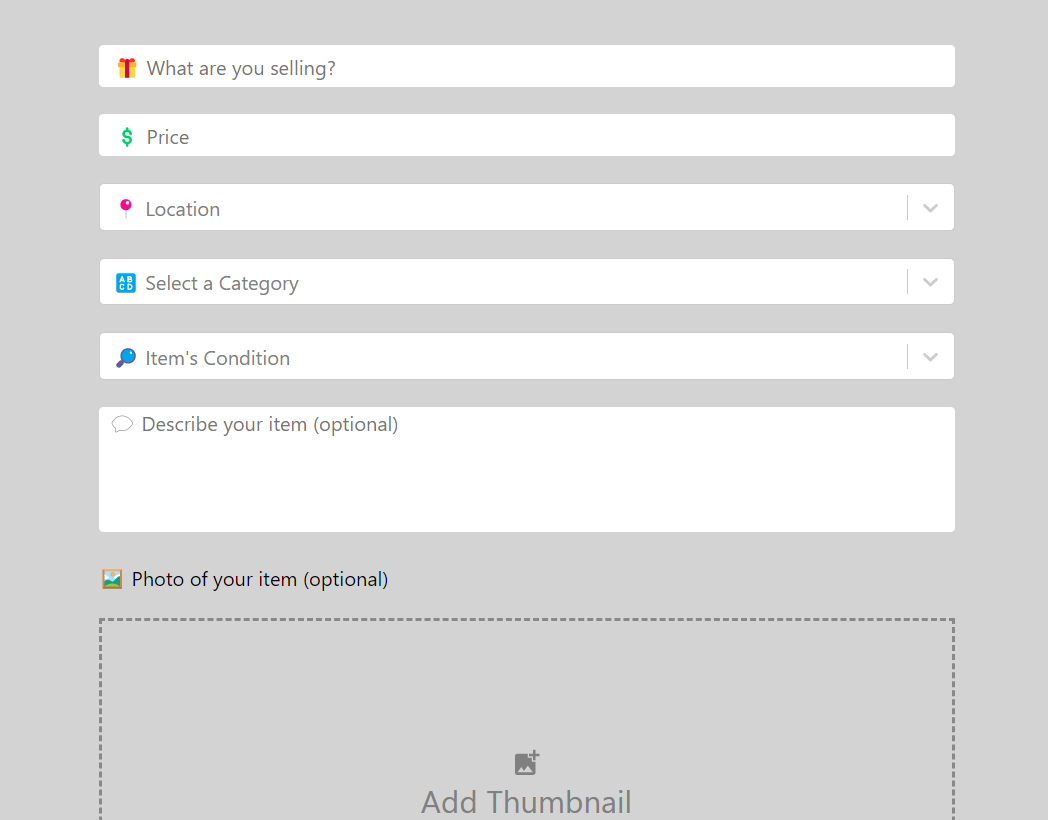 What are you selling?
Price
Location
Select a Category
Item's Condition
Describe your item (optional)
Photo of your item (optional)
Add Thumbnail